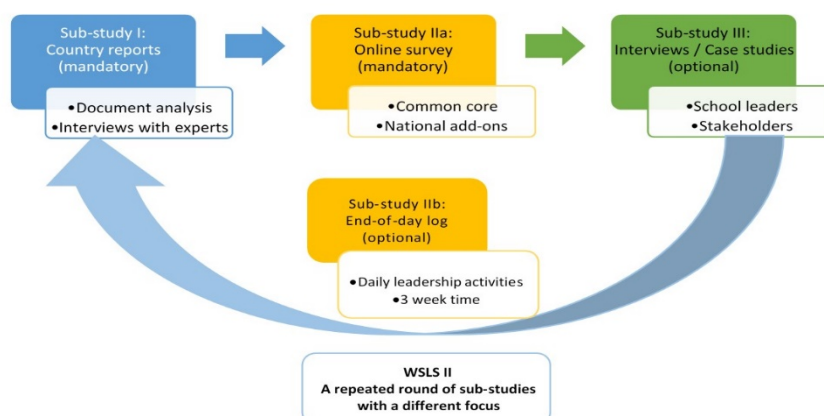 Sub-study I:
Country reports
(mandatory)
•Document analysis
•Interviews with experts
Sub-study IIa:
Online survey
(mandatory)
•Common core
•National add-ons
Sub-study III:
Interviews / Case studies
(optional)
•School leaders
•Stakeholders
Sub-study IIb:
End-of-day log
(optional)
•Daily leadership activities
•3 week time
WSLS II
A repeated round of sub-studies
with a different focus